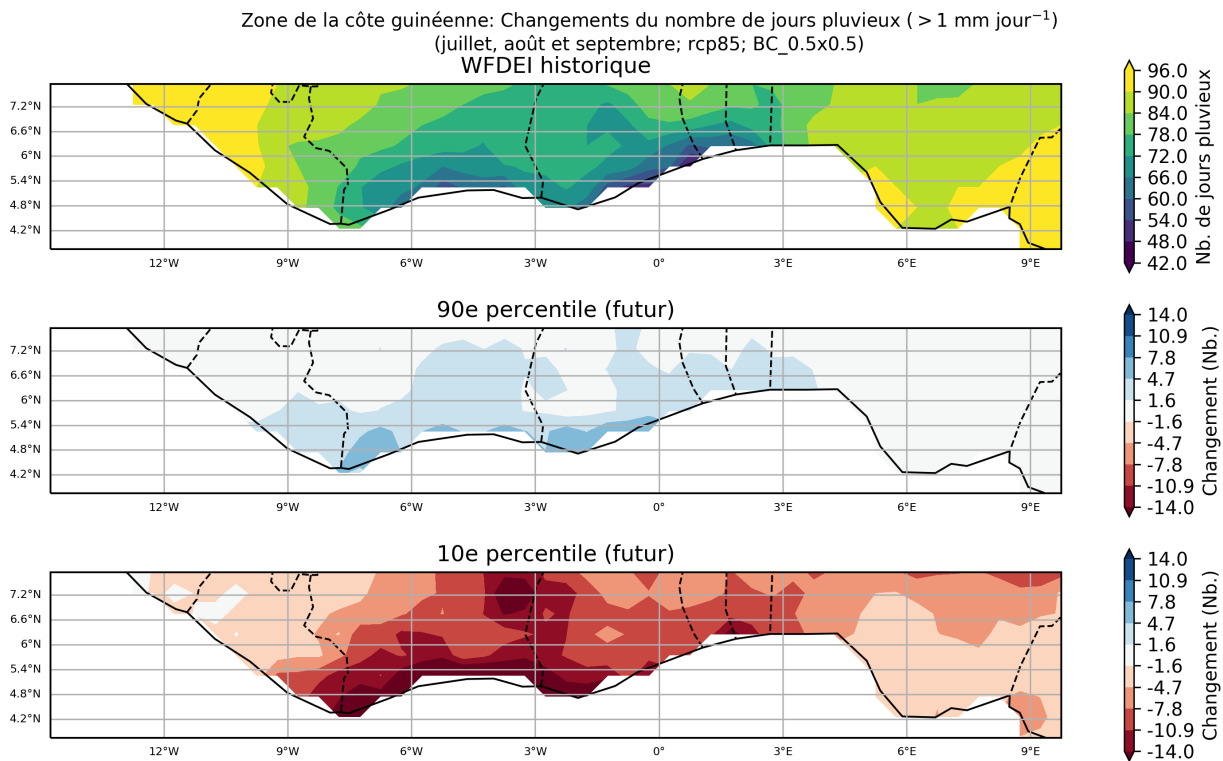 Zone de la côte guinéenne: Changements du nombre de jours pluvieux ( > 1 mm jour⁻¹)
(juillet, août et septembre; rcp85; BC_0.5x0.5)
WFDEI historique
7.2°N
6.6°N
6°N
5.4°N
4.8°N
4.2°N
12°W 9°W 6°W 3°W 0° 3°E 6°E 9°E
96.0
90.0
84.0
78.0
72.0
66.0
60.0
54.0
48.0
42.0
Nb. de jours pluvieux
90e percentile (futur)
7.2°N
6.6°N
6°N
5.4°N
4.8°N
4.2°N
12°W 9°W 6°W 3°W 0° 3°E 6°E 9°E
14.0
10.9
7.8
4.7
1.6
-1.6
-4.7
-7.8
-10.9
-14.0
Changement (Nb.)
10e percentile (futur)
7.2°N
6.6°N
6°N
5.4°N
4.8°N
4.2°N
12°W 9°W 6°W 3°W 0° 3°E 6°E 9°E
14.0
10.9
7.8
4.7
1.6
-1.6
-4.7
-7.8
-10.9
-14.0
Changement (Nb.)